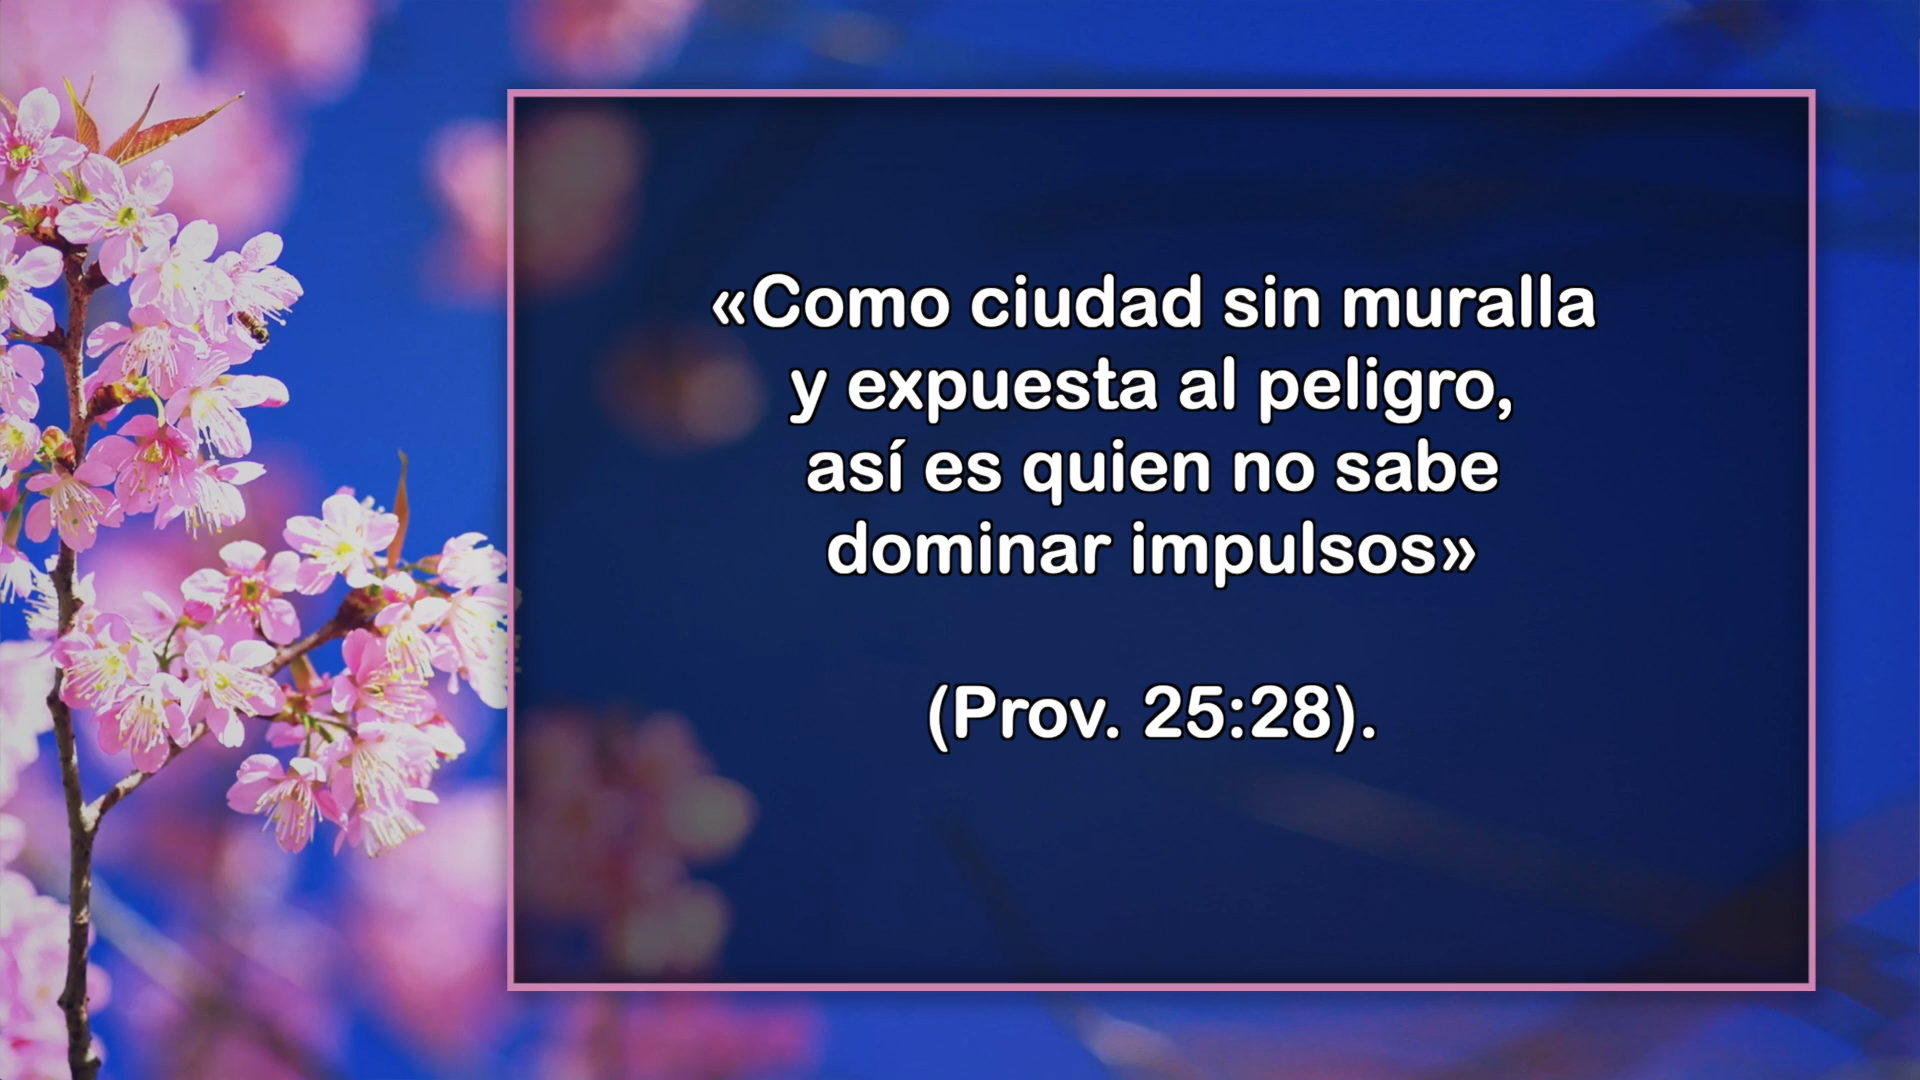 «Como ciudad sin muralla
y expuesta al peligro,
así es quien no sabe
dominar impulsos»
(Prov. 25:28).